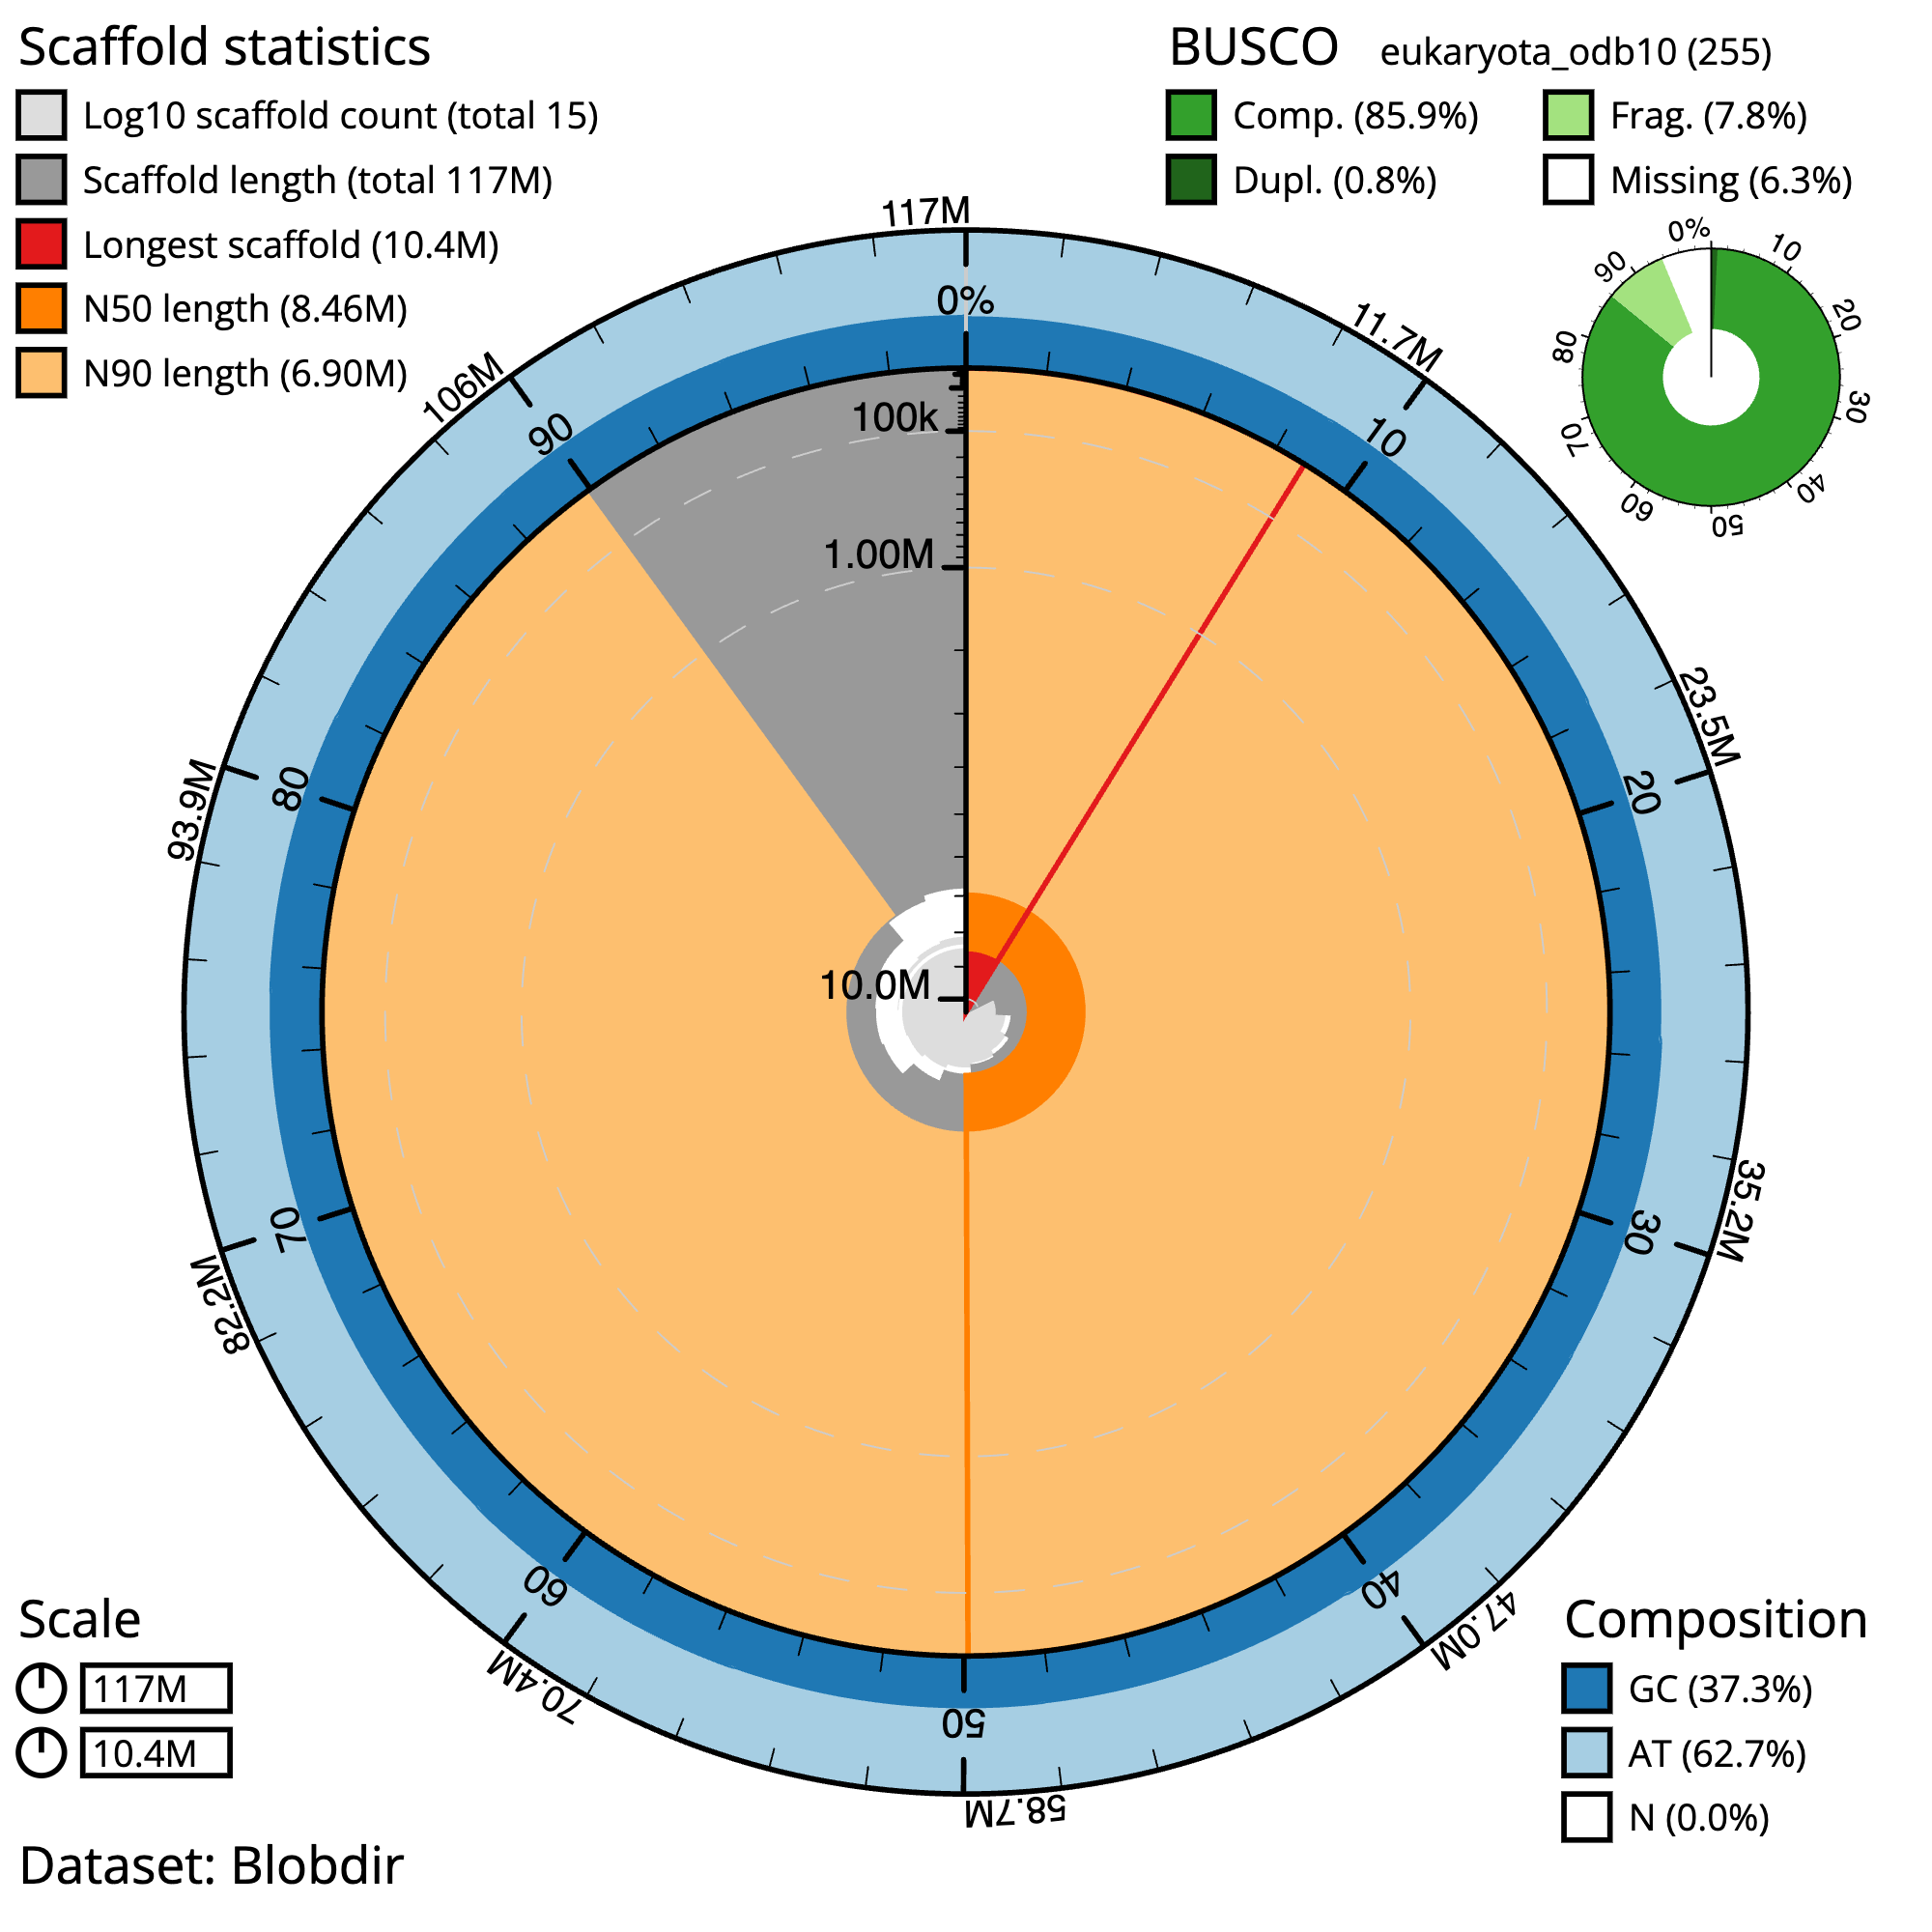 Scaffold statistics
Log10 scaffold count (total 15)
Scaffold length (total 117M)
Longest scaffold (10.4M)
N50 length (8.46M)
N90 length (6.90M)
BUSCO eukaryota_odb10 (255)
Comp. (85.9%)
Frag. (7.8%)
Dupl. (0.8%)
Missing (6.3%)
0%
10
20
30
40
50
60
70
80
90
117M
11.7M
23.5M
35.2M
47.0M
58.7M
70.4M
82.2M
93.9M
106M
0%
10
20
30
40
50
60
70
80
90
100k
1.00M
10.0M
Scale
117M
10.4M
Composition
GC (37.3%)
AT (62.7%)
N (0.0%)
Dataset: Blobdir